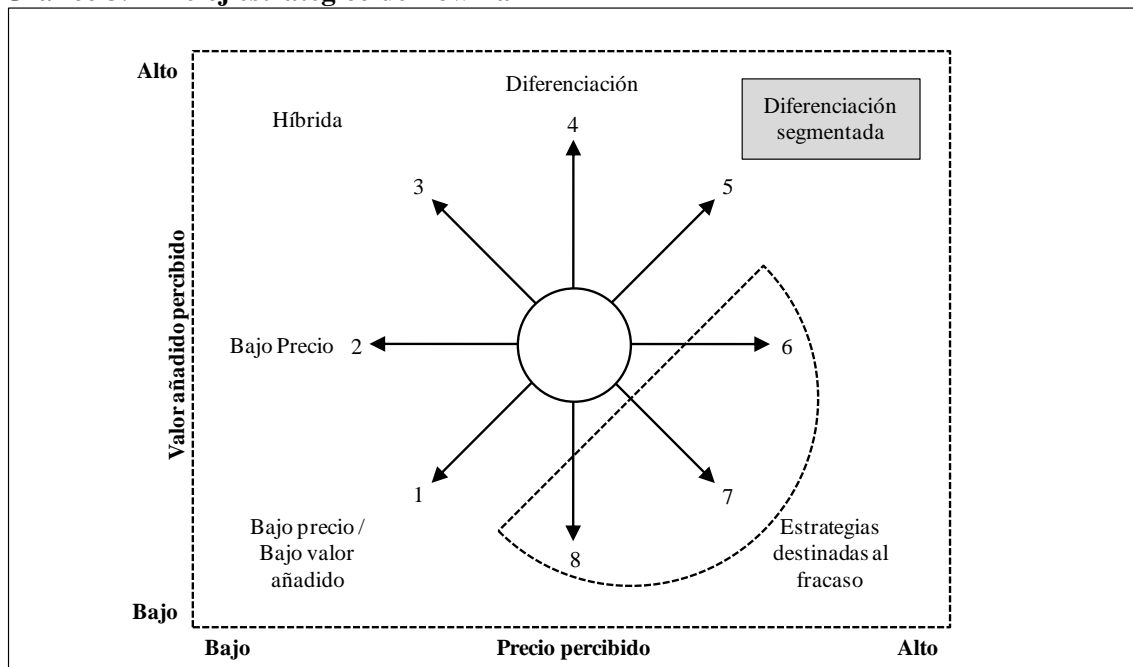 Alto
Diferenciación
Híbrida
4
Diferenciación
segmentada
3
5
Valor añadido percibido
Bajo Precio
2
6
1
7
Bajo precio /
Bajo valor
añadido
8
Estrategias
destinadas al
fracaso
Bajo
Bajo
Precio percibido
Alto